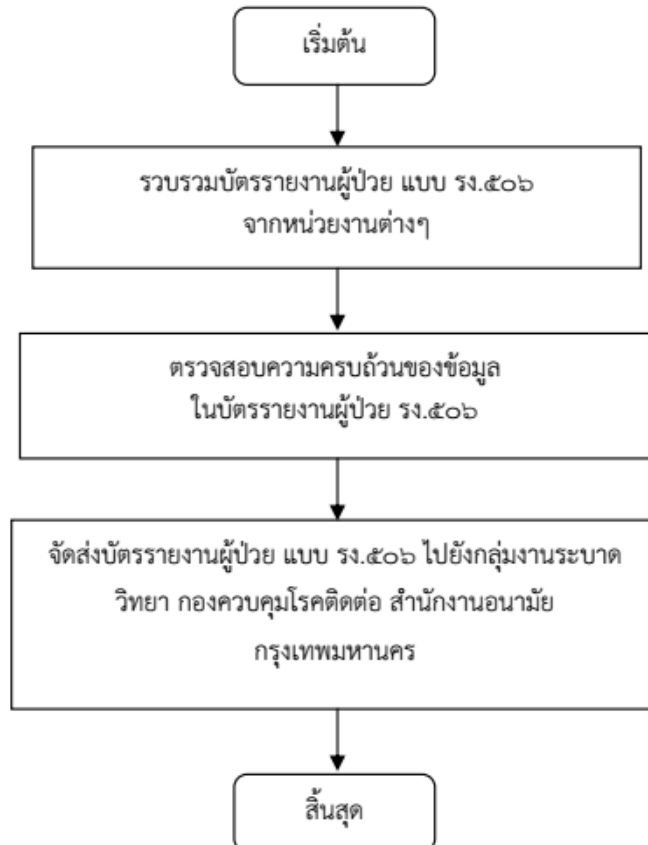 เริ่มต้น
รวบรวมบัตรรายงานผู้ป่วย แบบ รง.๕๐๖
จากหน่วยงานต่างๆ
ตรวจสอบความครบถ้วนของข้อมูล
ในบัตรรายงานผู้ป่วย รง.๕๐๖
จัดส่งบัตรรายงานผู้ป่วย แบบ รง.๕๐๖ ไปยังกลุ่มงานระบาด
วิทยา กองควบคุมโรคติดต่อ สำนักงานอนามัย
กรุงเทพมหานคร
สิ้นสุด